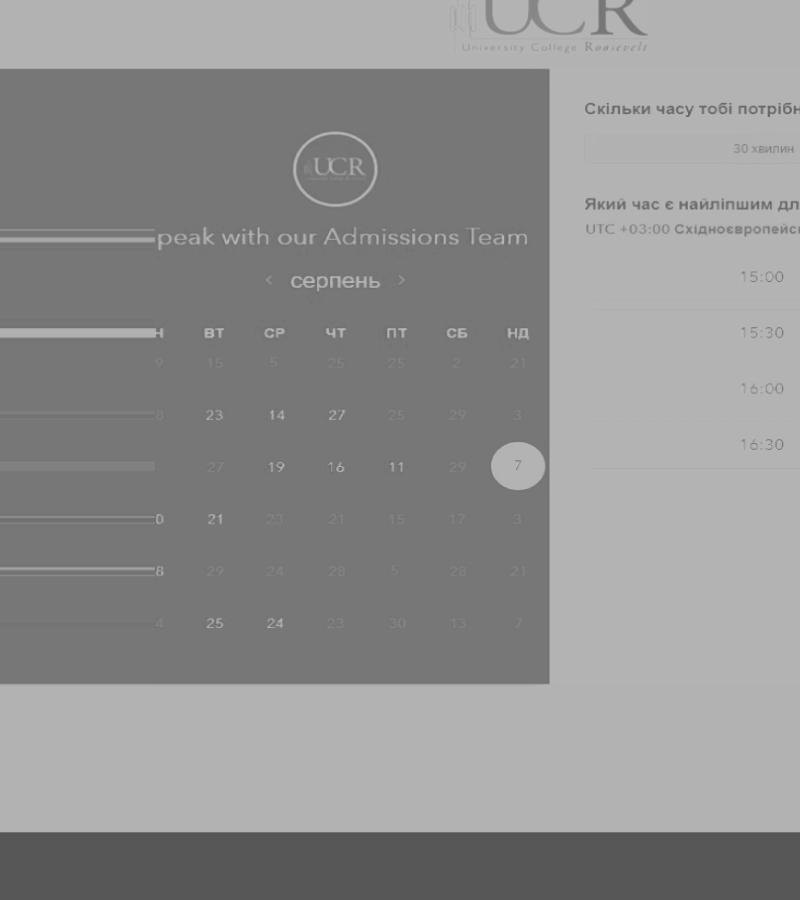 UCR
University College Roosevelt
UCR
peak with our Admissions Team
‹ серпень ›
Н ВТ СР ЧТ ПТ СБ НД
9 15 5 25 25 2 21
8 23 14 27 25 29 3
27 19 16 11 29 7
0 21 23 21 15 17 3
8 29 24 28 5 28 21
4 25 24 23 30 13 7
Скільки часу тобі потрібн
30 хвилин
Який час є найліпшим дл
UTC +03:00 Східноєвропейс
15:00
15:30
16:00
16:30